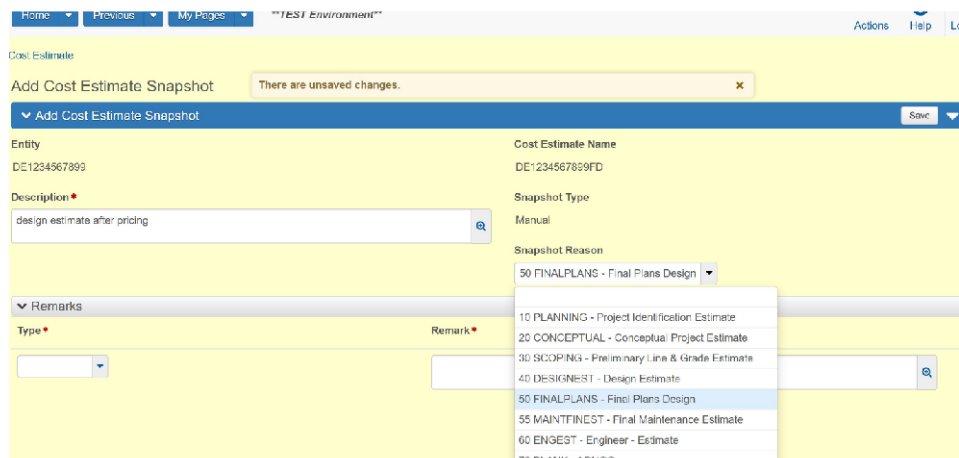 Home Previous My Pages **TEST Environment**
Actions Help
Cost Estimate
Add Cost Estimate Snapshot There are unsaved changes. ×
Add Cost Estimate Snapshot Save
Entity Cost Estimate Name
DE1234567899 DE1234567899FD
Description* Snapshot Type
design estimate after pricing Manual
Snapshot Reason
50 FINALPLANS - Final Plans Design
Remarks
10 PLANNING - Project Identification Estimate
Type* Remark*
20 CONCEPTUAL - Conceptual Project Estimate
30 SCOPING - Preliminary Line & Grade Estimate
40 DESIGNEST - Design Estimate
50 FINALPLANS - Final Plans Design
55 MAINTFINEST - Final Maintenance Estimate
60 ENGEST - Engineer - Estimate